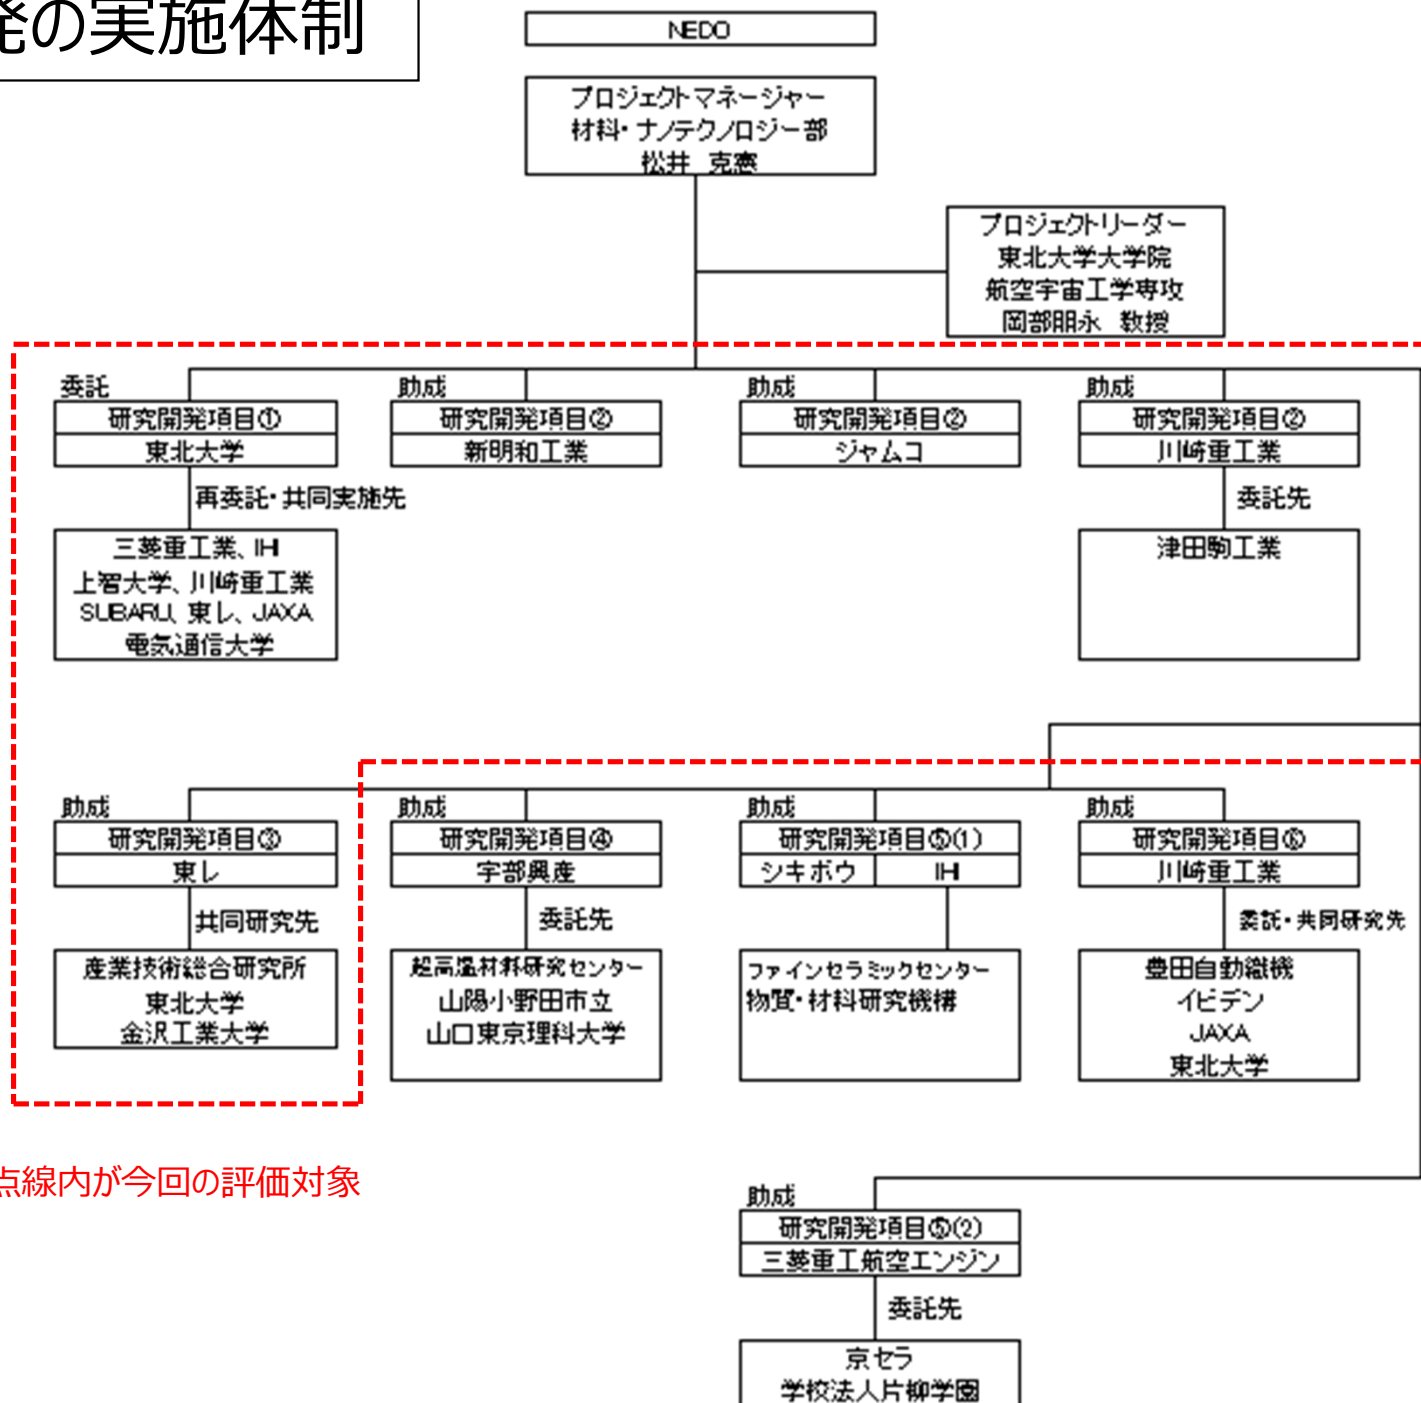 発の実施体制
NEDO
プロジェクトマネージャー
材料・ナノテクノロジー部
松井 克憲
プロジェクトリーダー
東北大学大学院
航空宇宙工学専攻
岡部朋永 教授
委託
研究開発項目①
東北大学
再委託・共同実施先
三菱重工業、IHI
上智大学、川崎重工業
SUBARU、東レ、JAXA
電気通信大学
助成
研究開発項目②
新明和工業
助成
研究開発項目②
ジャムコ
助成
研究開発項目②
川崎重工業
委託先
津田駒工業
助成
研究開発項目③
東レ
共同研究先
産業技術総合研究所
東北大学
金沢工業大学
助成
研究開発項目④
宇部興産
委託先
超高温材料研究センター
山陽小野田市立
山口東京理科大学
助成
研究開発項目⑤(1)
シキボウ IHI
ファインセラミックセンター
物質・材料研究機構
助成
研究開発項目⑥
川崎重工業
委託・共同研究先
豊田自動織機
イビデン
JAXA
東北大学
点線内が今回の評価対象
助成
研究開発項目⑤(2)
三菱重工航空エンジン
委託先
京セラ
学校法人片柳学園